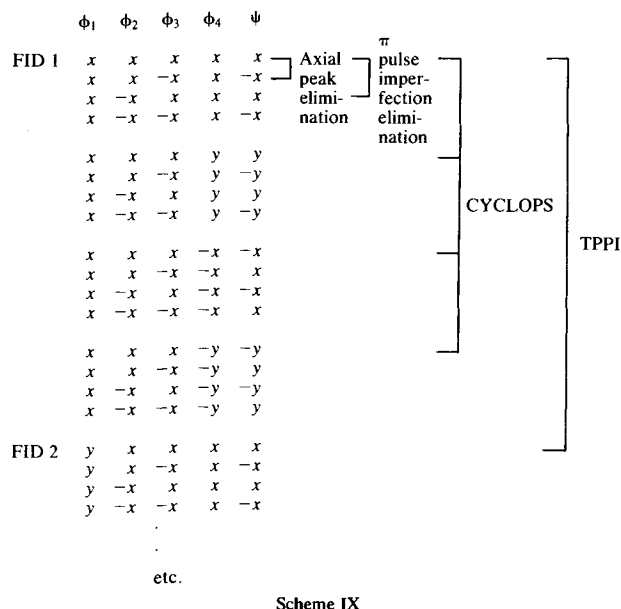 φ₁ φ₂ φ₃ φ₄ ψ
FID 1 x x x x x Axial π pulse
x x -x x -x peak imper-
x -x x x x elimi- fection
x -x -x x -x nation elimi-
nation
x x x y y
x x -x y -y
x -x x y y
x -x -x y -y
CYCLOPS
TPPI
x x x -x -x
x x -x -x x
x -x x -x -x
x -x -x -x x
x x x -y -y
x x -x -y y
x -x x -y -y
x -x -x -y y
FID 2 y x x x x
y x -x x -x
y -x x x x
y -x -x x -x
.
.
etc.
Scheme IX